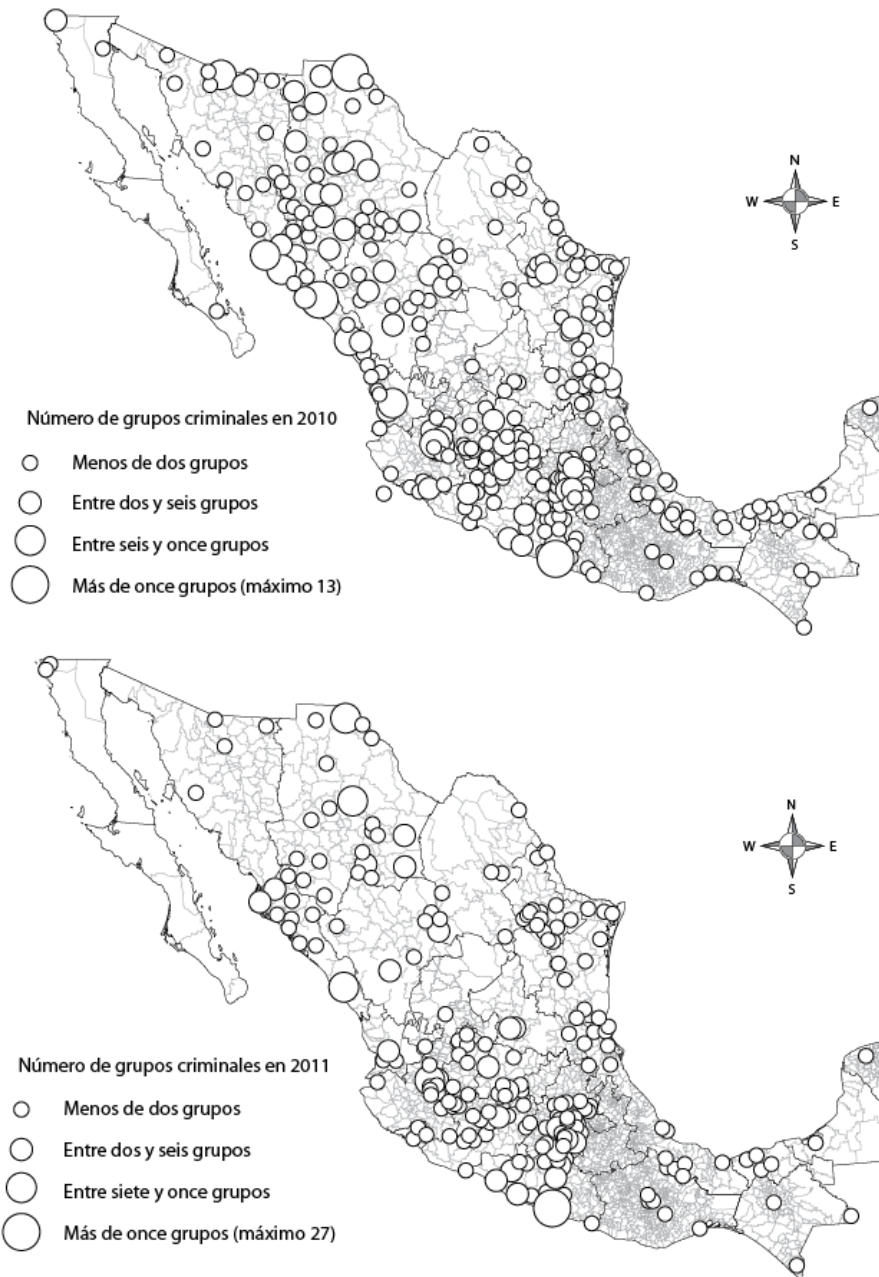 N
W E
S
Número de grupos criminales en 2010
Menos de dos grupos
Entre dos y seis grupos
Entre seis y once grupos
Más de once grupos (máximo 13)
N
W E
S
Número de grupos criminales en 2011
Menos de dos grupos
Entre dos y seis grupos
Entre siete y once grupos
Más de once grupos (máximo 27)